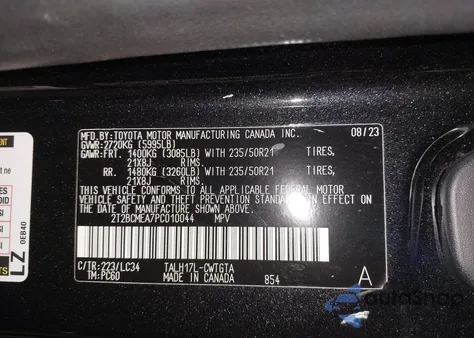 MFD.BY:TOYOTA MOTOR MANUFACTURING CANADA INC. 08/23
GVWR:2720KG (5995LB)
GAWR:FRT. 1400KG (3085LB) WITH 235/50R21 TIRES,
21X8J RIMS.
RR. 1480KG (3260LB) WITH 235/50R21 TIRES,
21X8J RIMS.
THIS VEHICLE CONFORMS TO ALL APPLICABLE FEDERAL MOTOR
VEHICLE SAFETY AND THEFT PREVENTION STANDARDS IN EFFECT
ON THE DATE OF MANUFACTURE SHOWN ABOVE.
2T2BCMEA7PC010044 MPV
C/TR:223/LC34 TALH17L-CWTGTA
TM:PC60 MADE IN CANADA 854 A
LZ 0EB40
AutoSnap